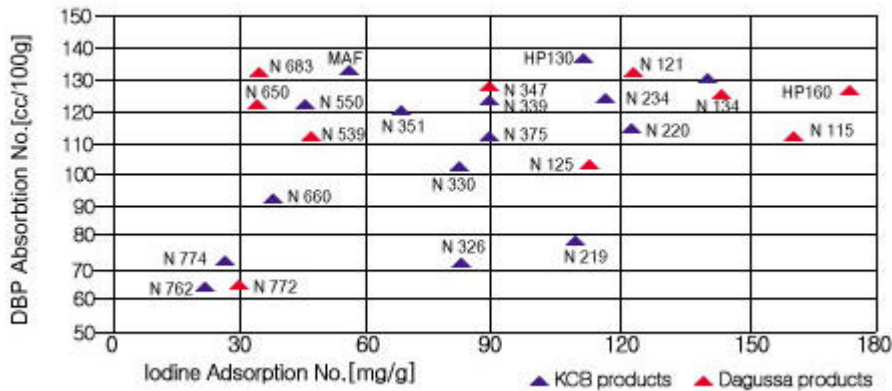 DBP Absorbtion No.[cc/100g]
150
140
130
120
110
100
90
80
70
60
50
N 683
MAF
HP130
N 121
N 650
N 550
N 347
N 339
N 234
N 134
HP160
N 539
N 351
N 375
N 220
N 115
N 330
N 125
N 660
N 774
N 326
N 219
N 762
N 772
0 30 60 90 120 150 180
Iodine Adsorption No.[mg/g]
KCB products
Dagussa products